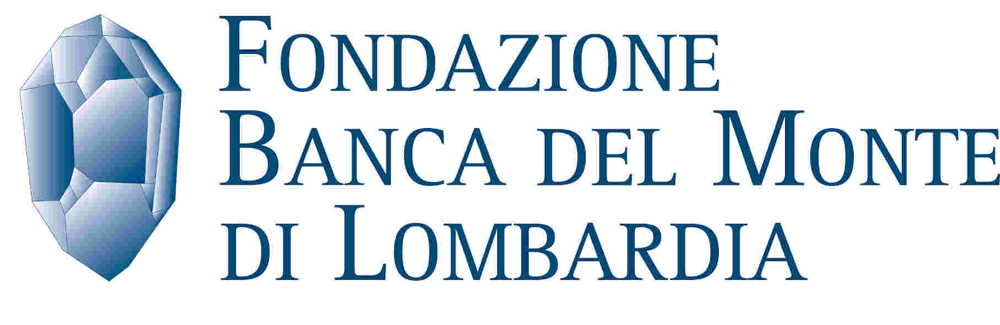 FONDAZIONE
BANCA DEL MONTE
DI LOMBARDIA